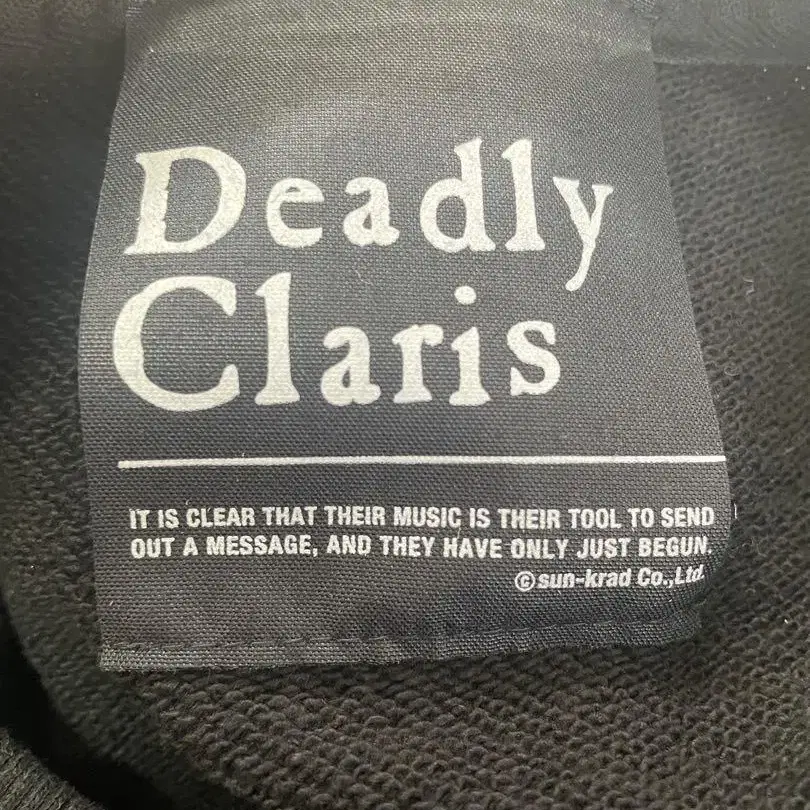 Deadly
Claris
IT IS CLEAR THAT THEIR MUSIC IS THEIR TOOL TO SEND
OUT A MESSAGE, AND THEY HAVE ONLY JUST BEGUN.
©sun-krad Co.,Ltd.